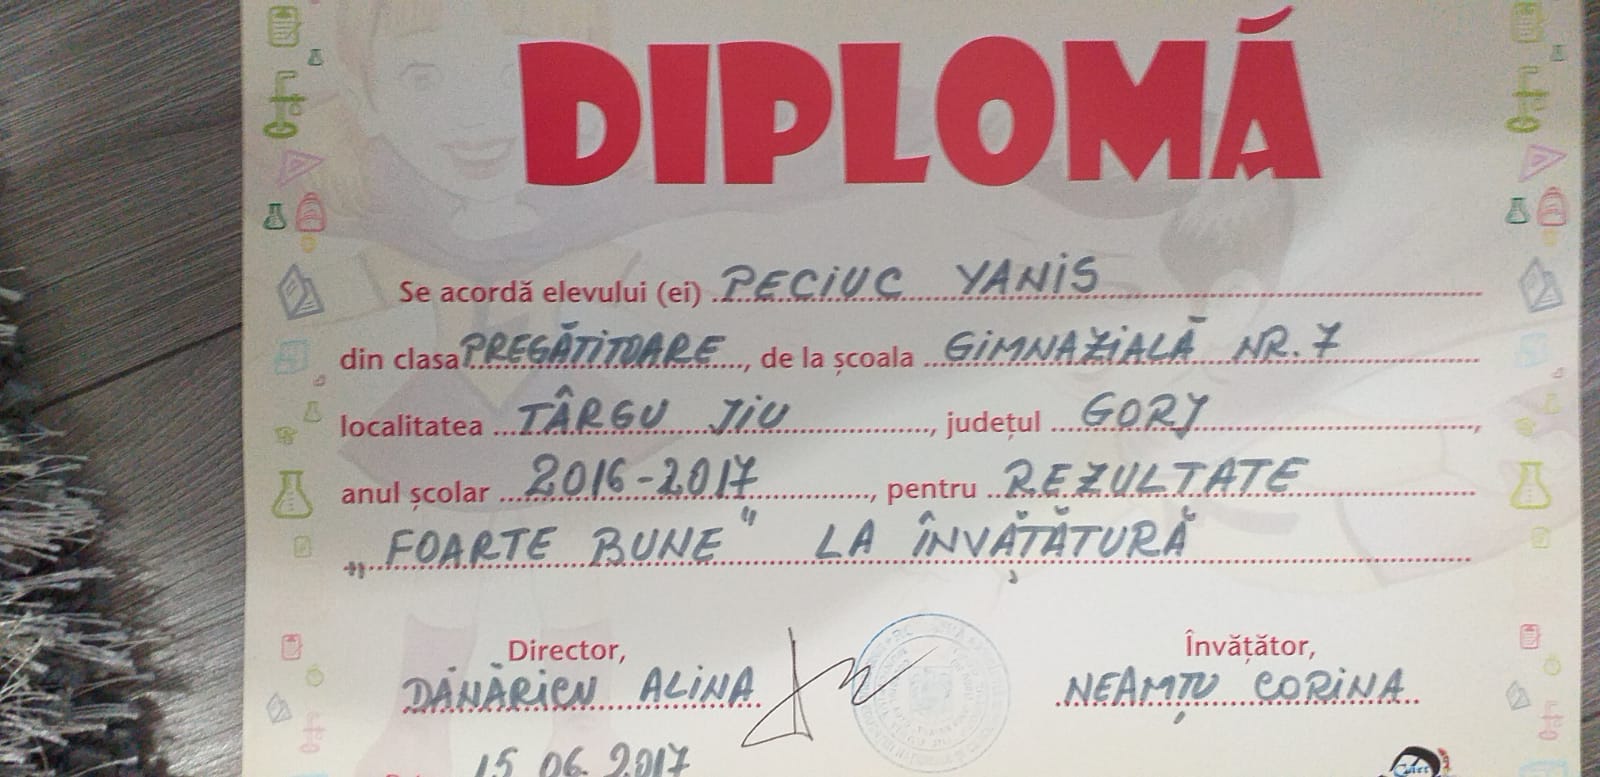 DIPLOMĂ
Se acordă elevului (ei) PECIUC YANIS
din clasa PREGĂTITOARE, de la școala GIMNAZIALĂ NR. 7
localitatea TÂRGU JIU, județul GORJ,
anul școlar 2016-2017, pentru REZULTATE
„FOARTE BUNE" LA ÎNVĂȚĂTURĂ
Director, Învățător,
DĂNĂRICU ALINA NEAMȚU CORINA
15.06.2017